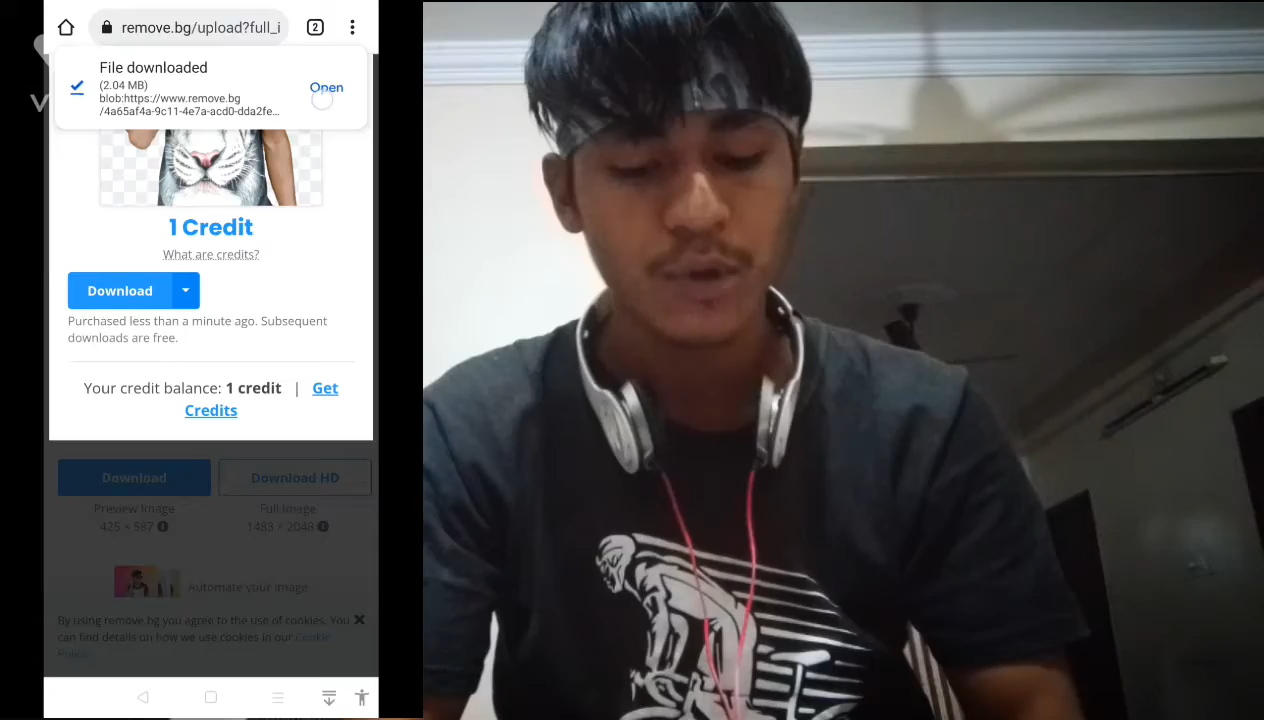 remove.bg/upload?full_i
2
File downloaded
(2.04 MB)
blob:https://www.remove.bg
/4a65af4a-9c11-4e7a-acd0-dda2fe...
Open
1 Credit
What are credits?
Download
Purchased less than a minute ago. Subsequent
downloads are free.
Your credit balance: 1 credit | Get
Credits
Download
Download HD
Preview Image
Full Image
425 × 587
1483 × 2048
Automate your image
By using remove.bg you agree to the use of cookies. You
can find details on how we use cookies in our Cookie
Policy.